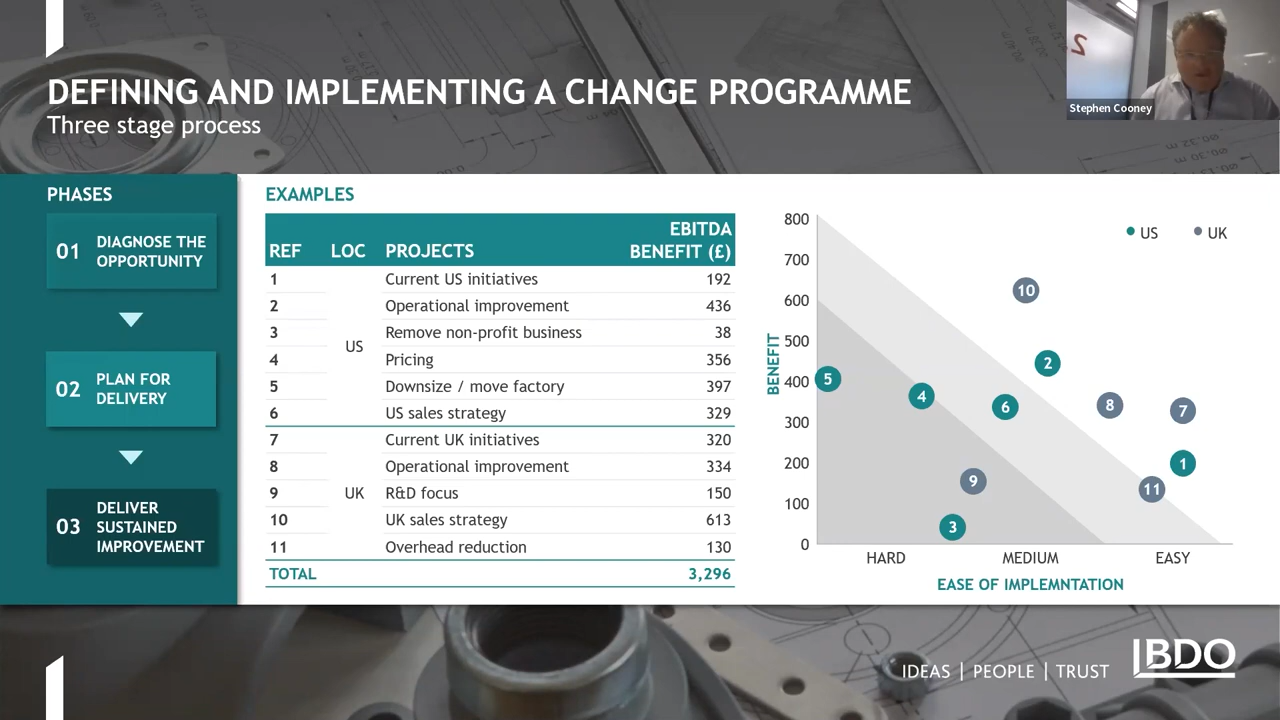 DEFINING AND IMPLEMENTING A CHANGE PROGRAMME
Three stage process
Stephen Cooney
PHASES
01 DIAGNOSE THE
OPPORTUNITY
02 PLAN FOR
DELIVERY
03 DELIVER
SUSTAINED
IMPROVEMENT
EXAMPLES
REF LOC PROJECTS EBITDA
BENEFIT (£)
1 Current US initiatives 192
2 Operational improvement 436
3 Remove non-profit business 38
US
4 Pricing 356
5 Downsize / move factory 397
6 US sales strategy 329
7 Current UK initiatives 320
8 Operational improvement 334
9 UK R&D focus 150
10 UK sales strategy 613
11 Overhead reduction 130
TOTAL 3,296
US UK
BENEFIT
800
700
600
500
400
300
200
100
0
10
2
5
4
6
8
7
1
9
11
3
HARD MEDIUM EASY
EASE OF IMPLEMNTATION
IDEAS | PEOPLE | TRUST
BDO